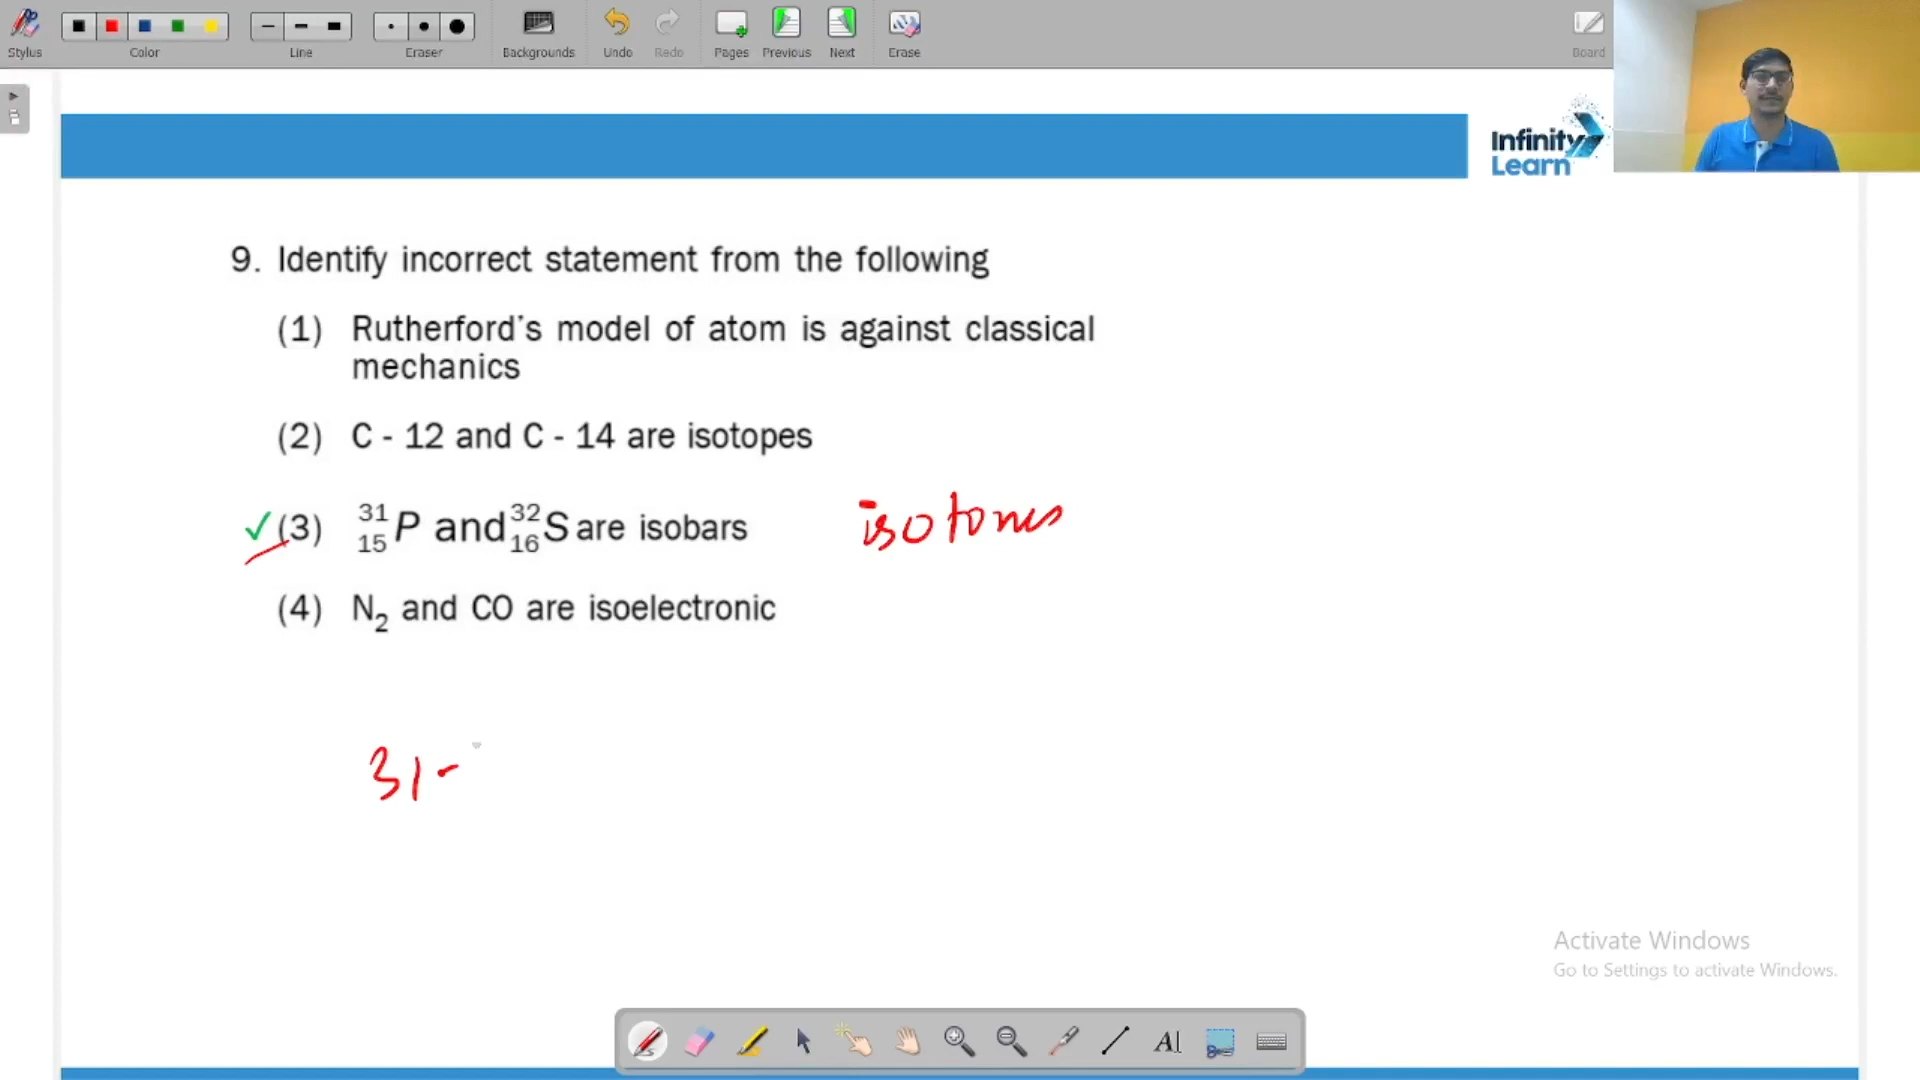 Stylus
Color
Line
Eraser
Backgrounds
Undo
Redo
Pages
Previous
Next
Erase
Board
Infinity
Learn
9. Identify incorrect statement from the following
(1) Rutherford's model of atom is against classical
mechanics
(2) C - 12 and C - 14 are isotopes
✓(3) ³¹₁₅P and ³²₁₆S are isobars isotones
(4) N₂ and CO are isoelectronic
31-
Activate Windows
Go to Settings to activate Windows.
AI